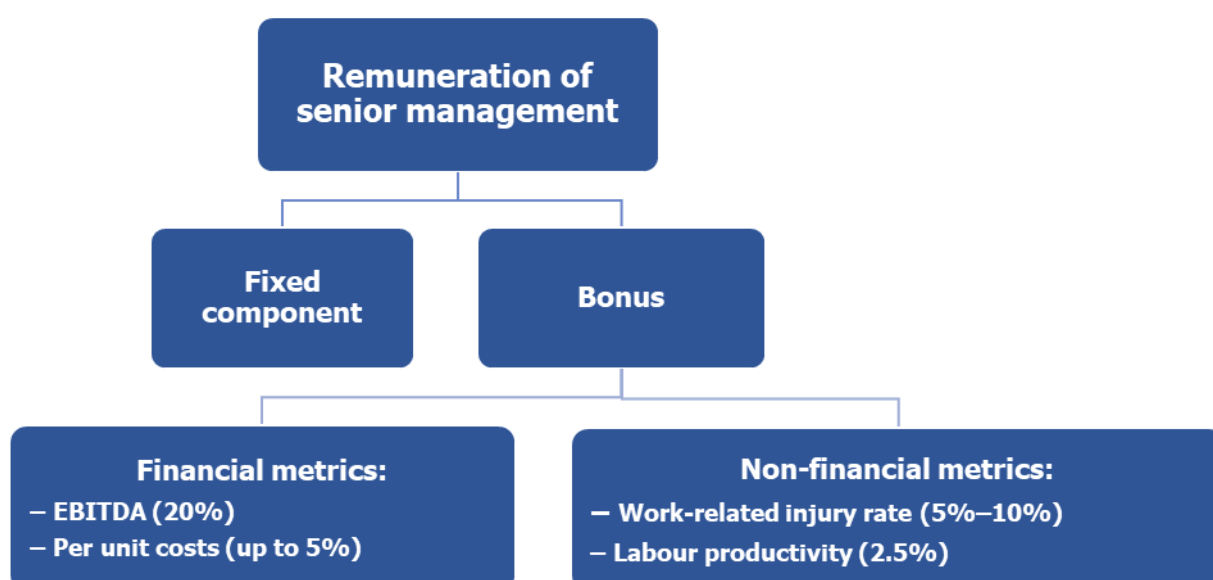 Remuneration of
senior management
Fixed
component
Bonus
Financial metrics:
– EBITDA (20%)
– Per unit costs (up to 5%)
Non-financial metrics:
– Work-related injury rate (5%–10%)
– Labour productivity (2.5%)